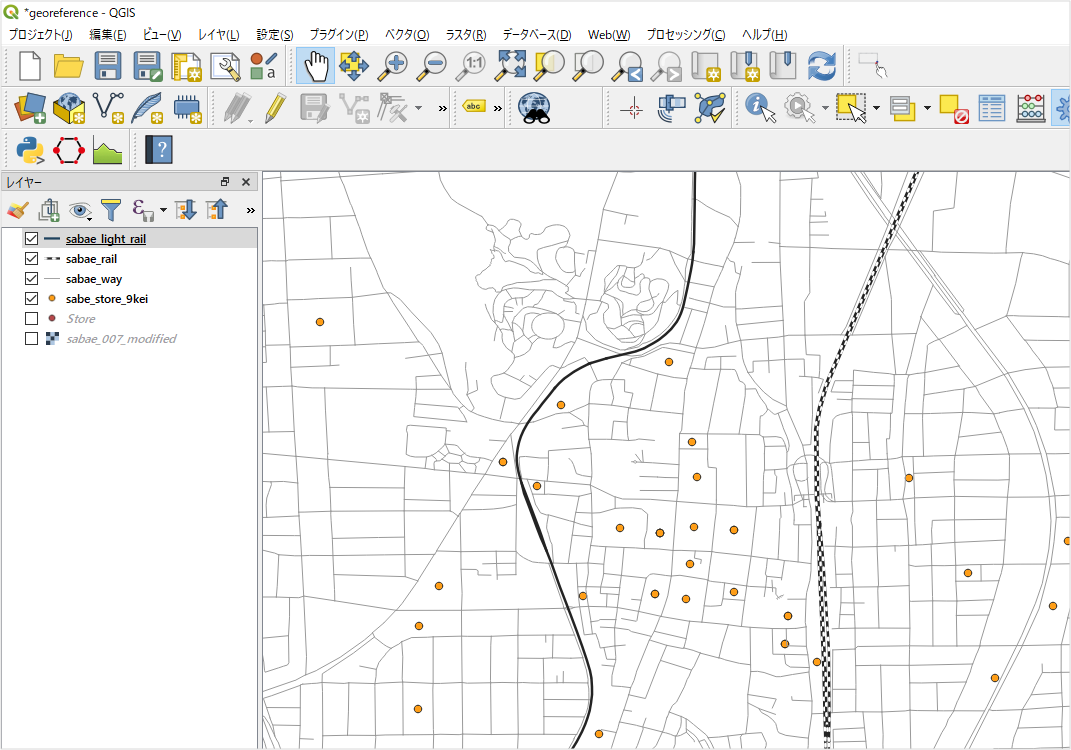 *georeference - QGIS
プロジェクト(J) 編集(E) ビュー(V) レイヤ(L) 設定(S) プラグイン(P) ベクタ(O) ラスタ(R) データベース(D) Web(W) プロセッシング(C) ヘルプ(H)
1:1
a
abc
レイヤー
sabae_light_rail
sabae_rail
sabae_way
sabe_store_9kei
Store
sabae_007_modified